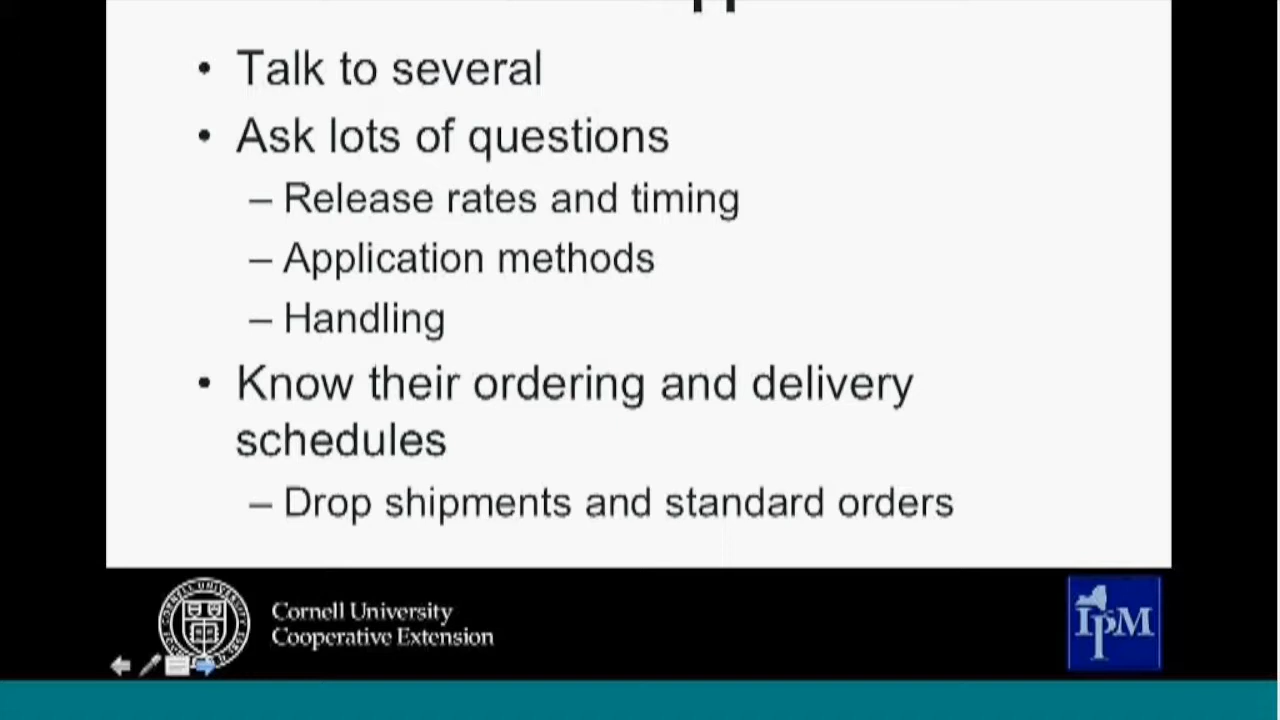 • Talk to several
• Ask lots of questions
– Release rates and timing
– Application methods
– Handling
• Know their ordering and delivery
schedules
– Drop shipments and standard orders
Cornell University
Cooperative Extension
IPM